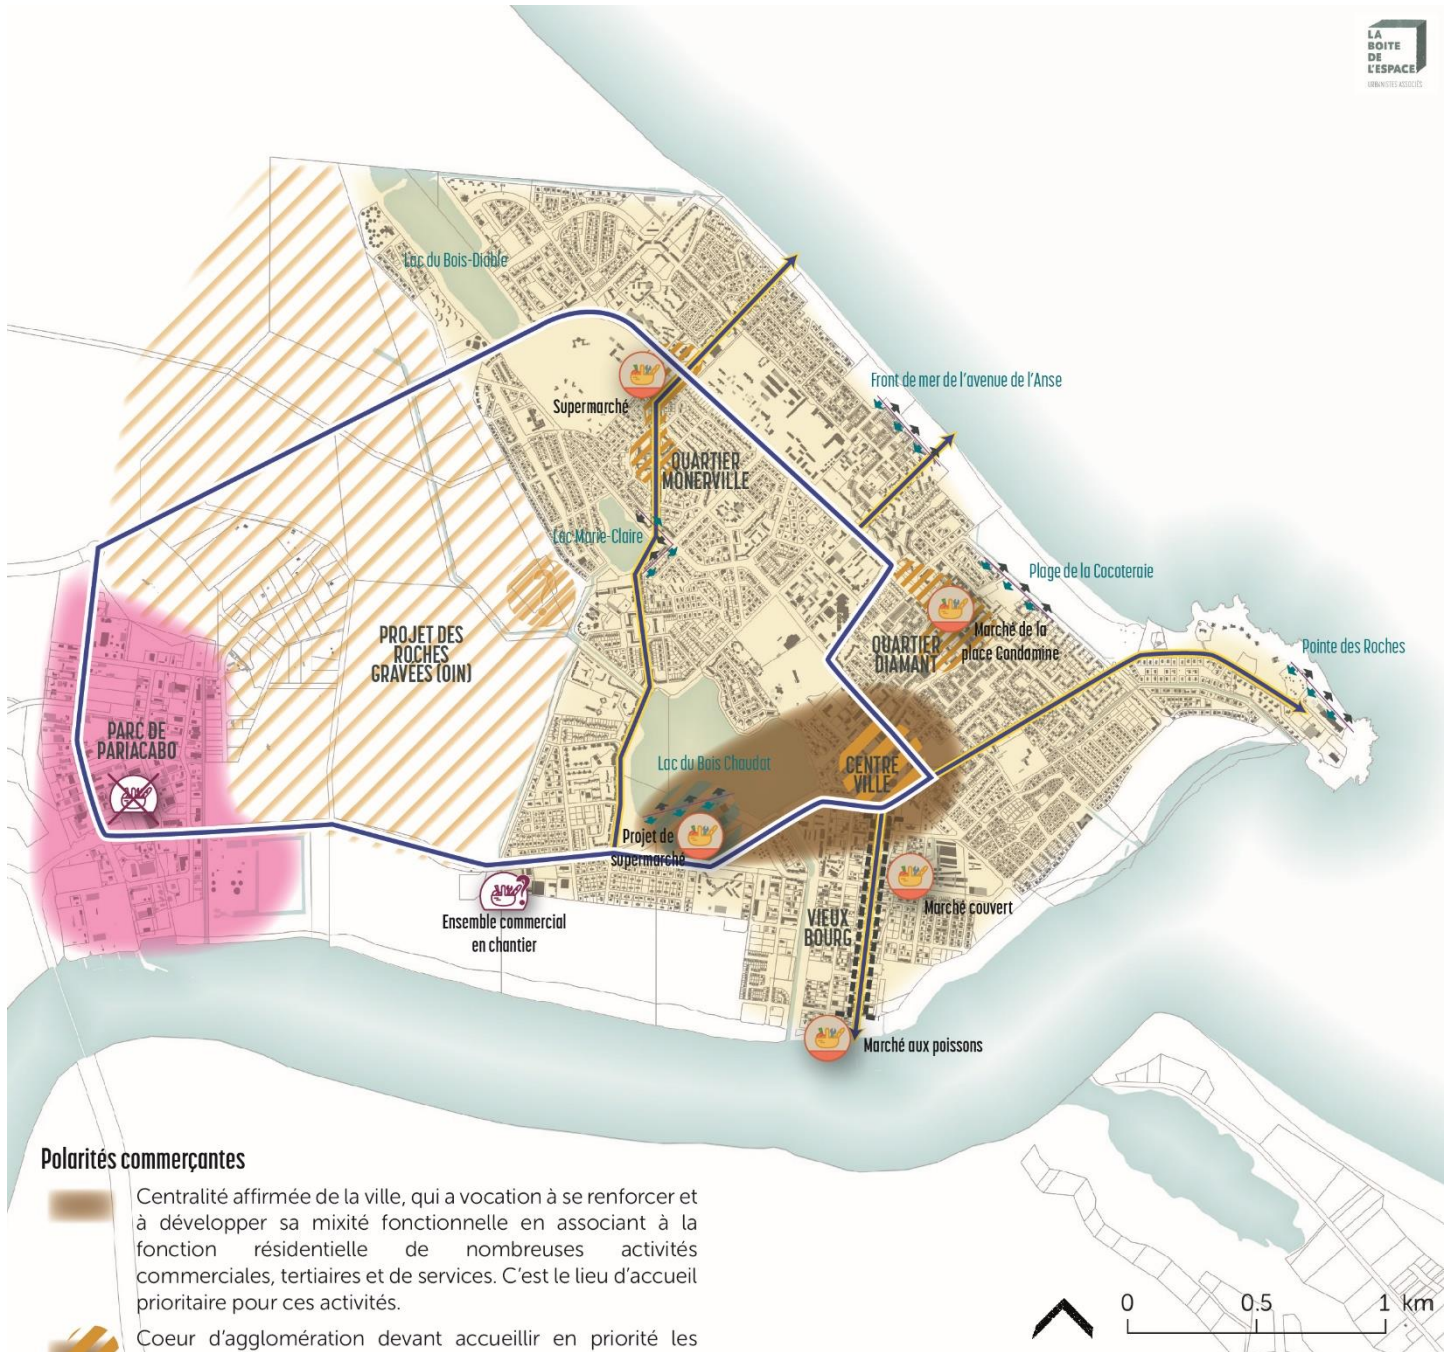 LA
BOITE
DE
L'ESPACE
URBANISTES ASSOCIÉS
Lac du Bois-Diable
Front de mer de l'avenue de l'Anse
Supermarché
QUARTIER
MONERVILLE
Lac Marie-Claire
Plage de la Cocoteraie
PROJET DES
ROCHES
GRAVÉES (OIN)
QUARTIER
DIAMANT
Marché de la
place Condamine
Pointe des Roches
PARC DE
PARIACABO
Lac du Bois Chaudat
CENTRE
VILLE
Projet de
supermarché
Ensemble commercial
en chantier
VIEUX
BOURG
Marché couvert
Marché aux poissons
Polarités commerçantes
Centralité affirmée de la ville, qui a vocation à se renforcer et
à développer sa mixité fonctionnelle en associant à la
fonction résidentielle de nombreuses activités
commerciales, tertiaires et de services. C'est le lieu d'accueil
prioritaire pour ces activités.
Coeur d'agglomération devant accueillir en priorité les
0 0.5 1 km